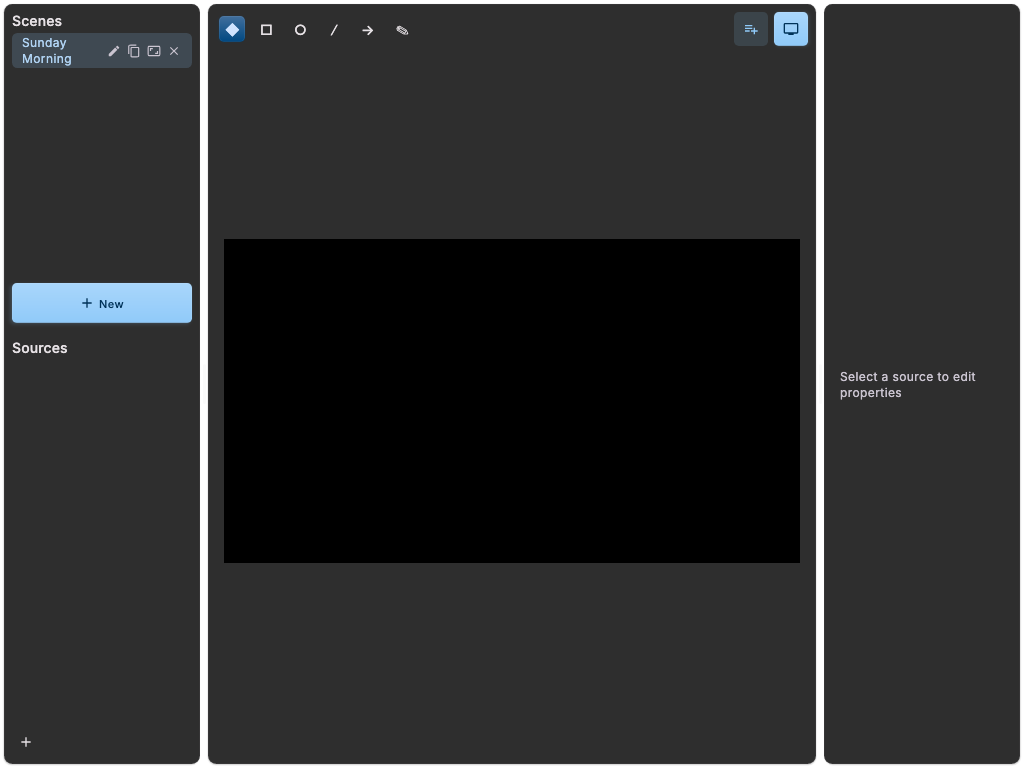 Scenes
Sunday
Morning
New
Sources
Select a source to edit
properties